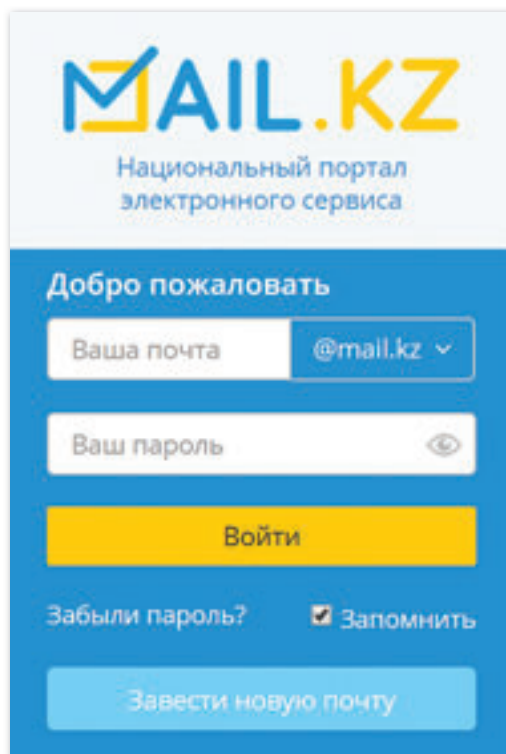 MAIL.KZ
Национальный портал
электронного сервиса
Добро пожаловать
Ваша почта @mail.kz
Ваш пароль
Войти
Забыли пароль? Запомнить
Завести новую почту